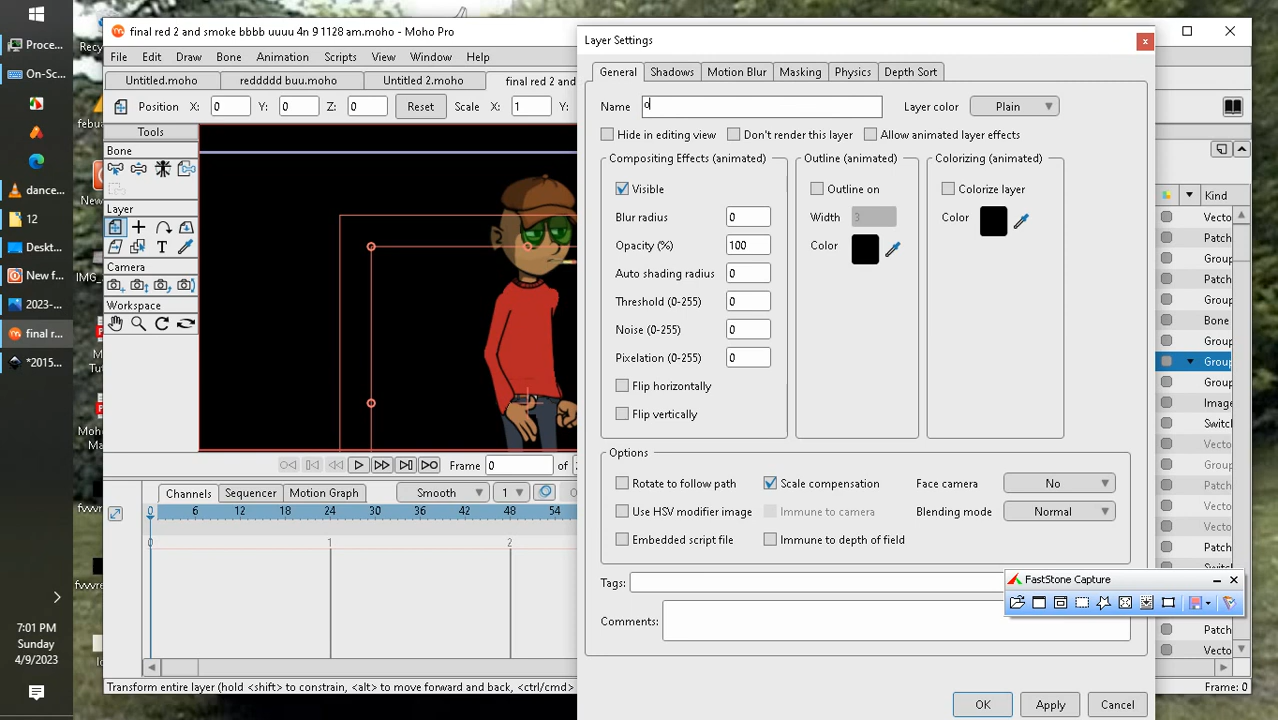 Recy
Proce...
On-Sc...
dance...
12
Deskt...
New f...
2023-...
final r...
*2015...
7:01 PM
Sunday
4/9/2023
febua
IMG_
Mo
Tut
Moh
Ma
fvvvre
fvvvre
lo
final red 2 and smoke bbbb uuuu 4n 9 1128 am.moho - Moho Pro
File Edit Draw Bone Animation Scripts View Window Help
Untitled.moho reddddd buu.moho Untitled 2.moho final red 2 and
Position X: 0 Y: 0 Z: 0 Reset Scale X: 1 Y:
Tools
Bone
Layer
Camera
Workspace
Frame 0 of
Channels Sequencer Motion Graph Smooth 1
0 6 12 18 24 30 36 42 48 54
0 1 2
Transform entire layer (hold <shift> to constrain, <alt> to move forward and back, <ctrl/cmd>
Frame: 0
Layer Settings
x
General Shadows Motion Blur Masking Physics Depth Sort
Name o Layer color Plain
Hide in editing view Don't render this layer Allow animated layer effects
Compositing Effects (animated) Outline (animated) Colorizing (animated)
Visible Outline on Colorize layer
Blur radius 0 Width 3 Color
Opacity (%) 100 Color
Auto shading radius 0
Threshold (0-255) 0
Noise (0-255) 0
Pixelation (0-255) 0
Flip horizontally
Flip vertically
Options
Rotate to follow path Scale compensation Face camera No
Use HSV modifier image Immune to camera Blending mode Normal
Embedded script file Immune to depth of field
Tags:
Comments:
OK Apply Cancel
FastStone Capture
Kind
Vecto
Patch
Group
Patch
Group
Bone
Group
Group
Group
Image
Switch
Vecto
Group
Patch
Vecto
Vecto
Patch
Patch
Vecto